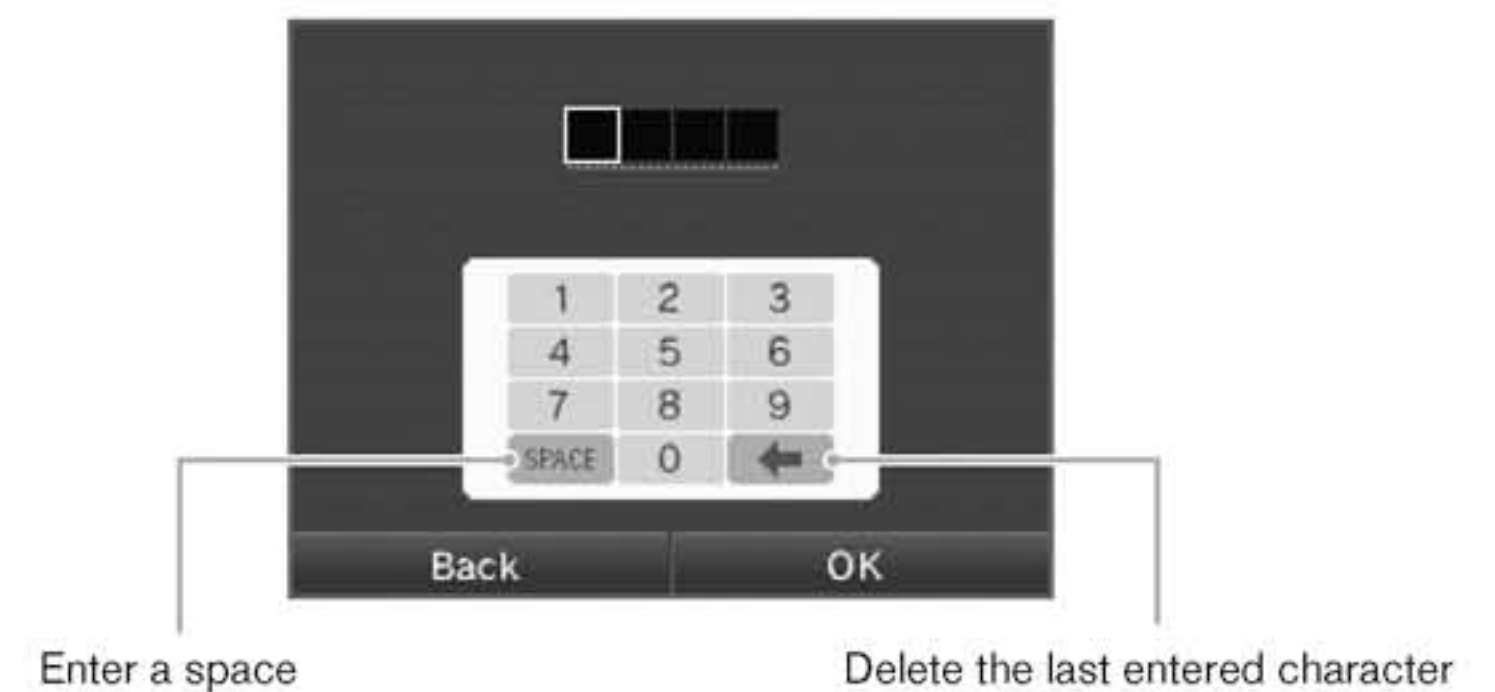 1 2 3
4 5 6
7 8 9
SPACE 0
Back OK
Enter a space Delete the last entered character